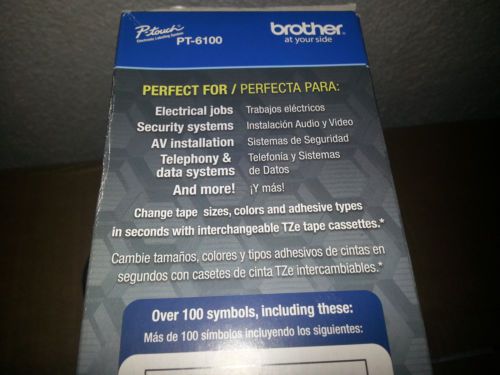 P-touch
Electronic Labelling System
PT-6100
brother
at your side
PERFECT FOR / PERFECTA PARA:
Electrical jobs Trabajos eléctricos
Security systems Instalación Audio y Video
AV installation Sistemas de Seguridad
Telephony & Telefonía y Sistemas
data systems de Datos
And more! ¡Y más!
Change tape sizes, colors and adhesive types
in seconds with interchangeable TZe tape cassettes.*
Cambie tamaños, colores y tipos adhesivos de cintas en
segundos con casetes de cinta TZe intercambiables.*
Over 100 symbols, including these:
Más de 100 símbolos incluyendo los siguientes: